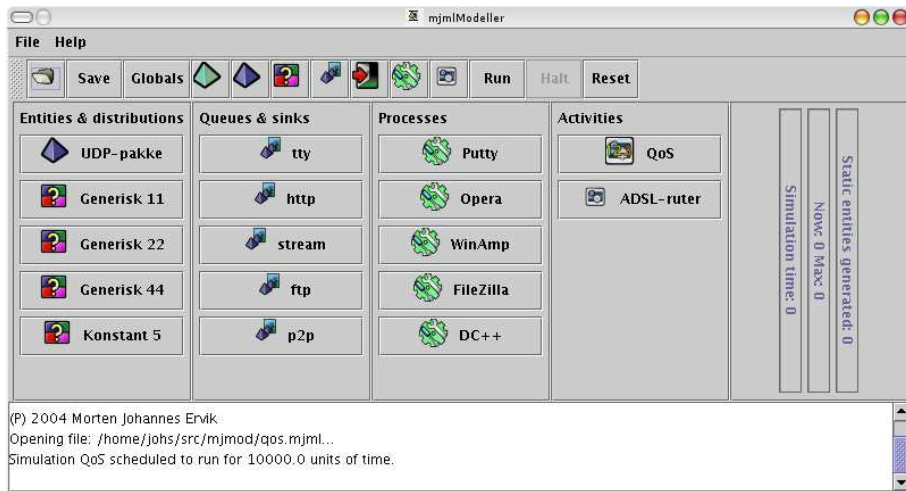 mjmlModeller
File Help
Save Globals Run Halt Reset
Entities & distributions
UDP-pakke
Generisk 11
Generisk 22
Generisk 44
Konstant 5
Queues & sinks
tty
http
stream
ftp
p2p
Processes
Putty
Opera
WinAmp
FileZilla
DC++
Activities
QoS
ADSL-ruter
Simulation time: 0
Now: 0 Max: 0
Static entities generated: 0
(P) 2004 Morten Johannes Ervik
Opening file: /home/johs/src/mjmod/qos.mjml...
Simulation QoS scheduled to run for 10000.0 units of time.